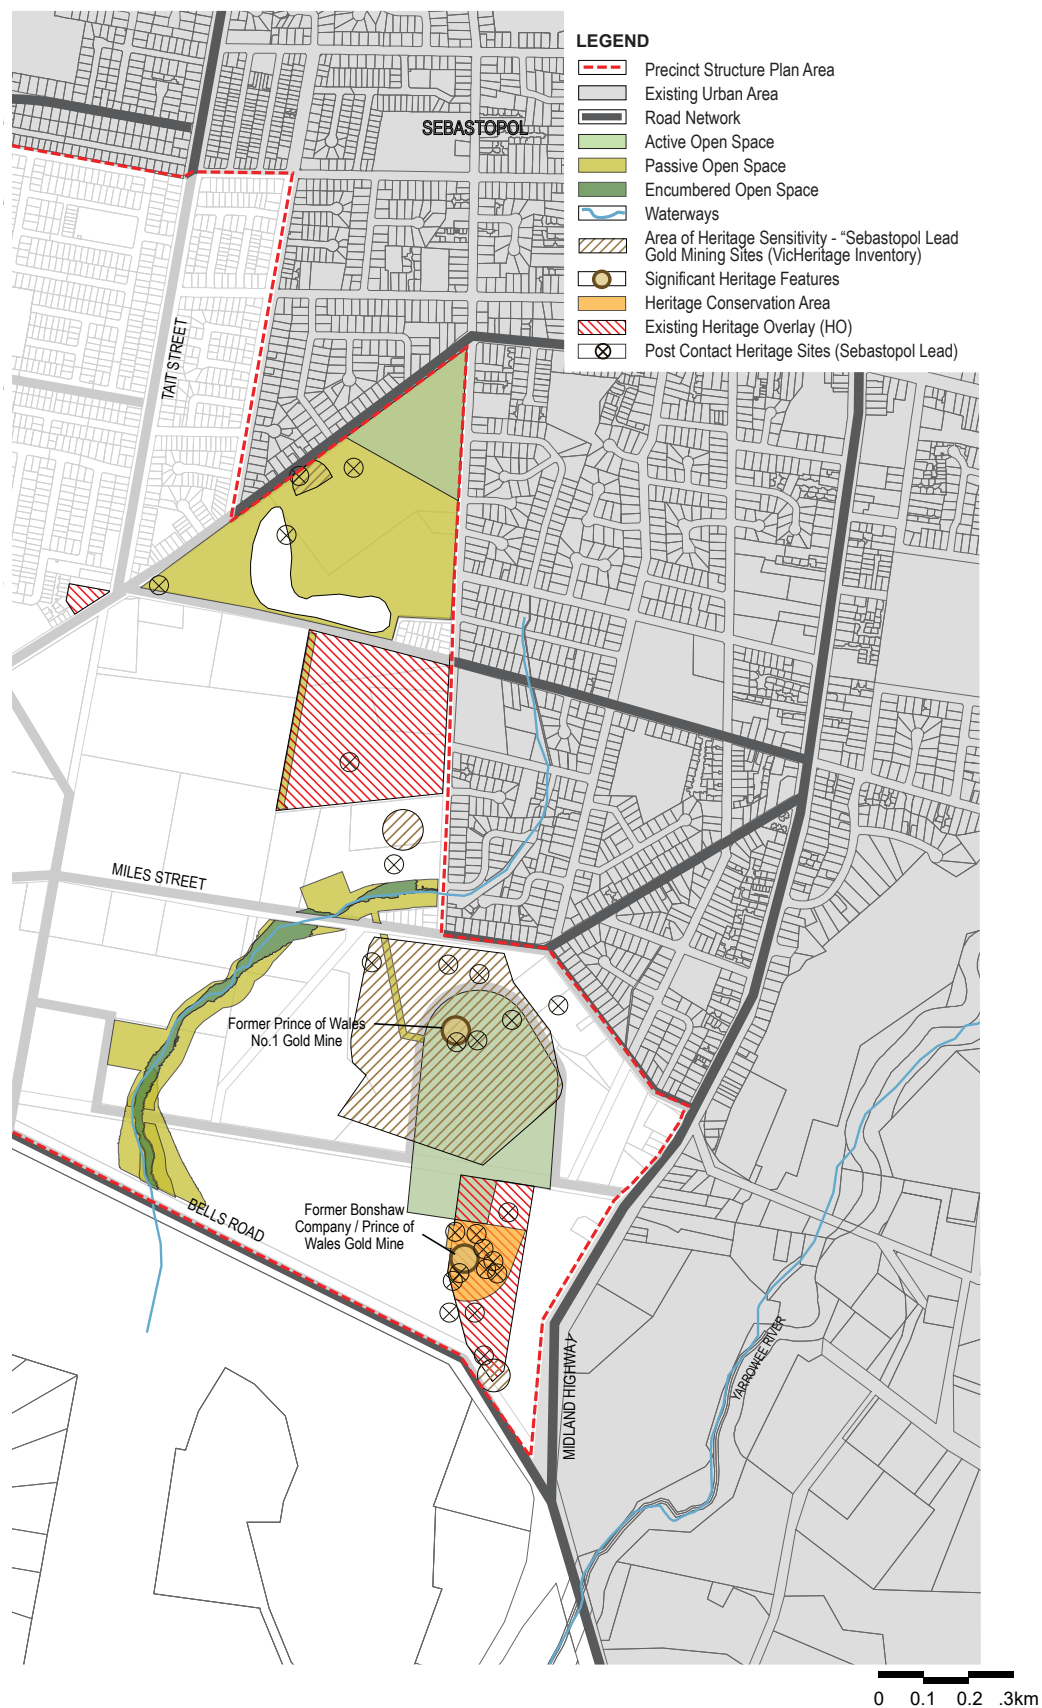 LEGEND
Precinct Structure Plan Area
Existing Urban Area
Road Network
Active Open Space
Passive Open Space
Encumbered Open Space
Waterways
Area of Heritage Sensitivity - “Sebastopol Lead
Gold Mining Sites (VicHeritage Inventory)
Significant Heritage Features
Heritage Conservation Area
Existing Heritage Overlay (HO)
Post Contact Heritage Sites (Sebastopol Lead)
SEBASTOPOL
TAIT STREET
MILES STREET
Former Prince of Wales
No.1 Gold Mine
BELLS ROAD
Former Bonshaw
Company / Prince of
Wales Gold Mine
MIDLAND HIGHWAY
YARROWEE RIVER
0 0.1 0.2 .3km